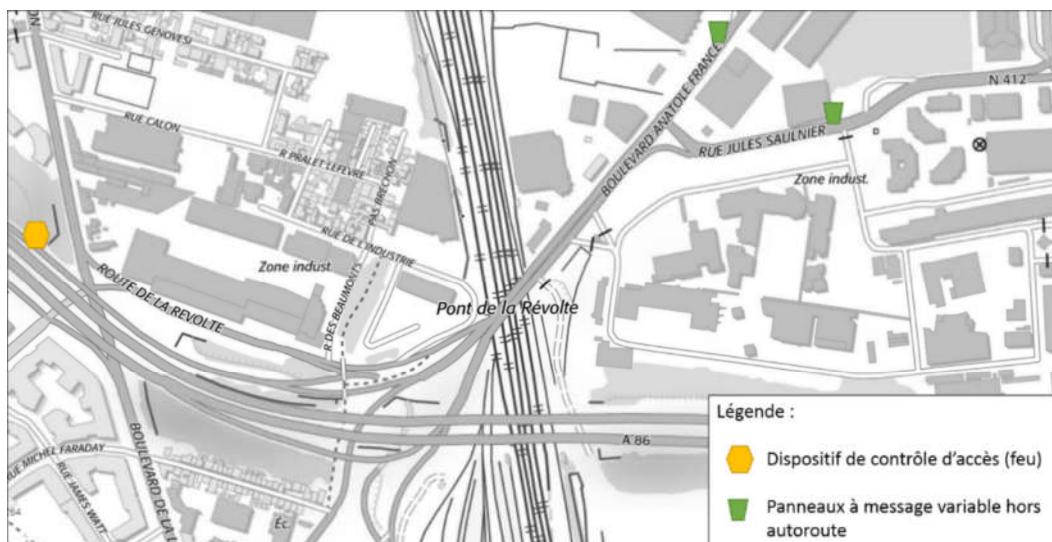 ON
RUE JULES GENOVESI
BOULEVARD ANATOLE FRANCE
N 412
RUE CALON
RUE JULES SAULNIER
R PRALET LEFEVRE
PAS BRECHON
Zone indust.
RUE DE L'INDUSTRIE
Zone indust.
ROUTE DE LA REVOLTE
R DES BEAUMONTS
Pont de la Révolte
A 86
BOULEVARD DE LA L
RUE MICHEL FARADAY
RUE JAMES WATT
Éc.
Légende :
Dispositif de contrôle d'accès (feu)
Panneaux à message variable hors
autoroute